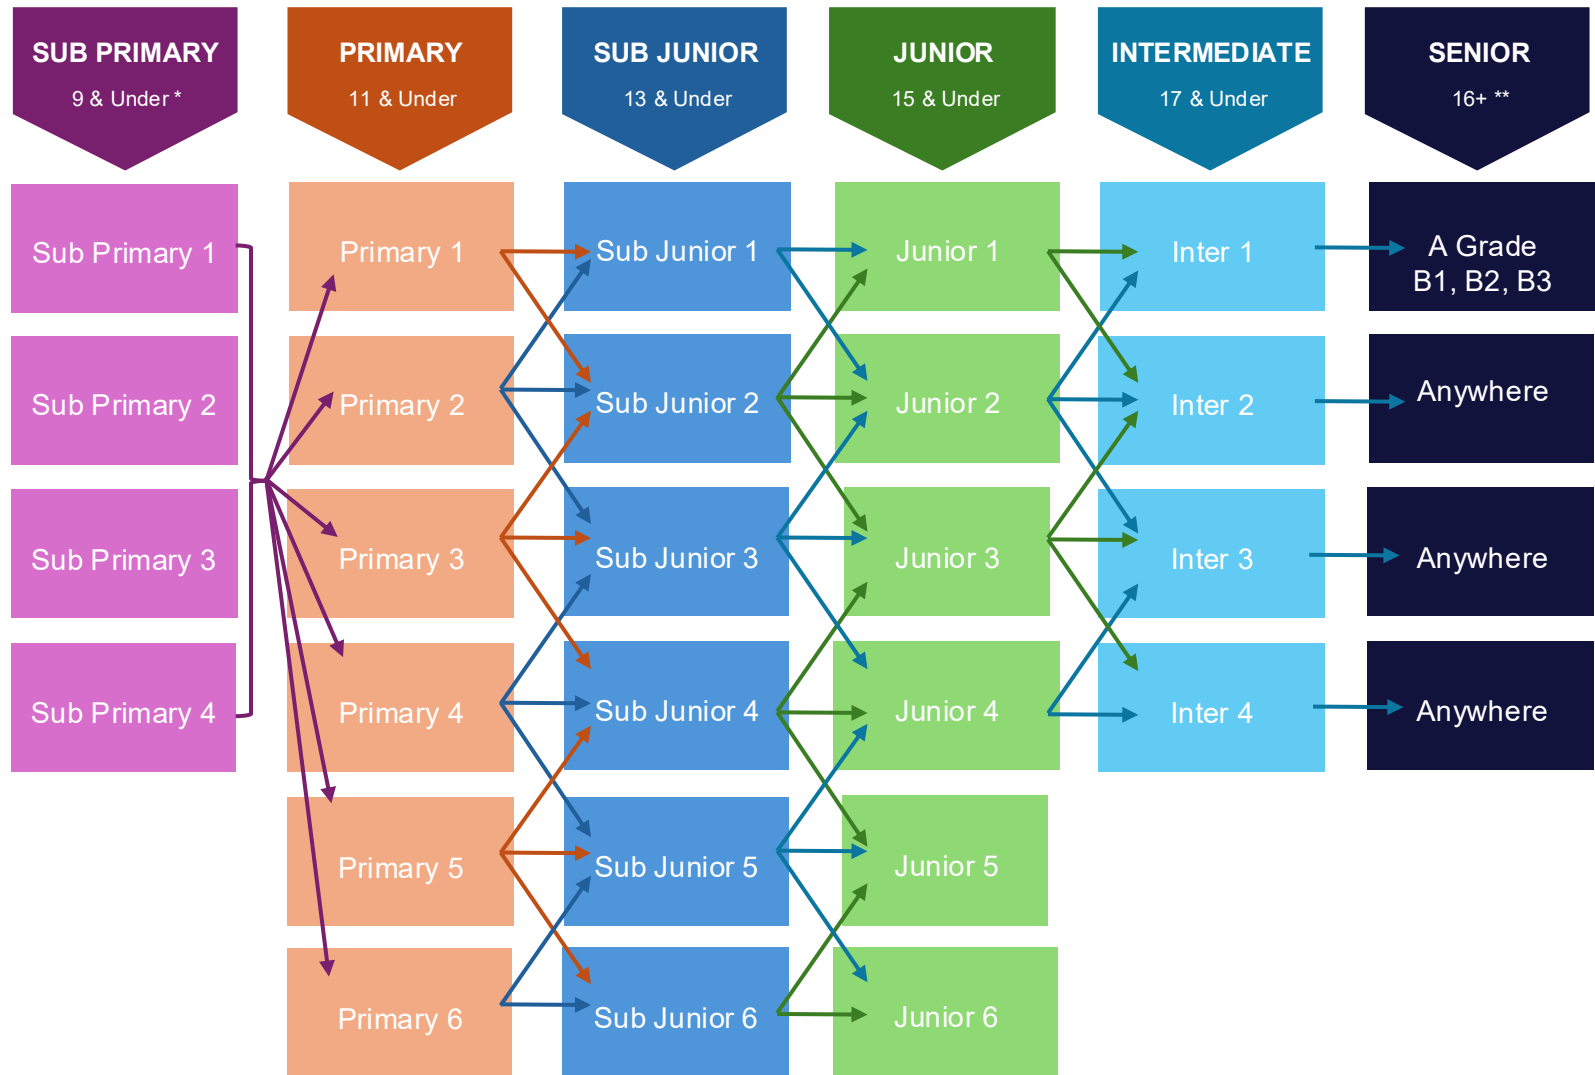 SUB PRIMARY
9 & Under *
PRIMARY
11 & Under
SUB JUNIOR
13 & Under
JUNIOR
15 & Under
INTERMEDIATE
17 & Under
SENIOR
16+ **
Sub Primary 1
Primary 1
Sub Junior 1
Junior 1
Inter 1
A Grade
B1, B2, B3
Sub Primary 2
Primary 2
Sub Junior 2
Junior 2
Inter 2
Anywhere
Sub Primary 3
Primary 3
Sub Junior 3
Junior 3
Inter 3
Anywhere
Sub Primary 4
Primary 4
Sub Junior 4
Junior 4
Inter 4
Anywhere
Primary 5
Sub Junior 5
Junior 5
Primary 6
Sub Junior 6
Junior 6